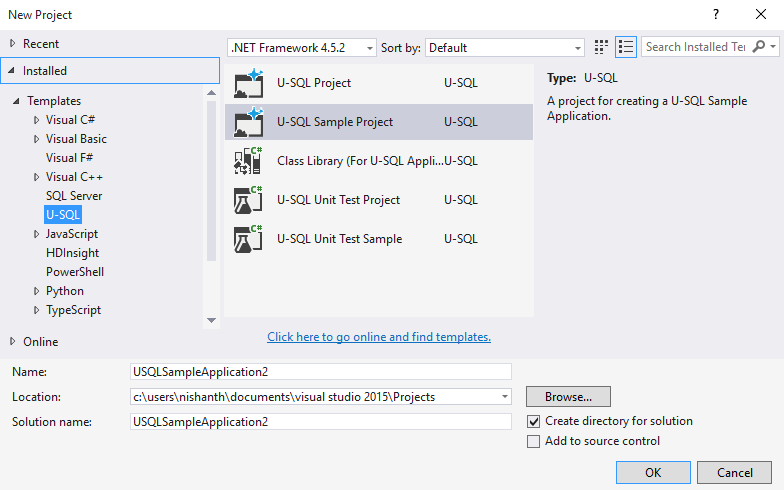 New Project
?
Recent
.NET Framework 4.5.2
Sort by:
Default
Search Installed Ter
Installed
Templates
Visual C#
Visual Basic
Visual F#
Visual C++
SQL Server
U-SQL
JavaScript
HDInsight
PowerShell
Python
TypeScript
Online
U-SQL Project U-SQL
U-SQL Sample Project U-SQL
C#
Class Library (For U-SQL Appli... U-SQL
C#
U-SQL Unit Test Project U-SQL
C#
U-SQL Unit Test Sample U-SQL
Type: U-SQL
A project for creating a U-SQL Sample
Application.
Click here to go online and find templates.
Name: USQLSampleApplication2
Location: c:\users\nishanth\documents\visual studio 2015\Projects
Browse...
Solution name: USQLSampleApplication2
Create directory for solution
Add to source control
OK
Cancel